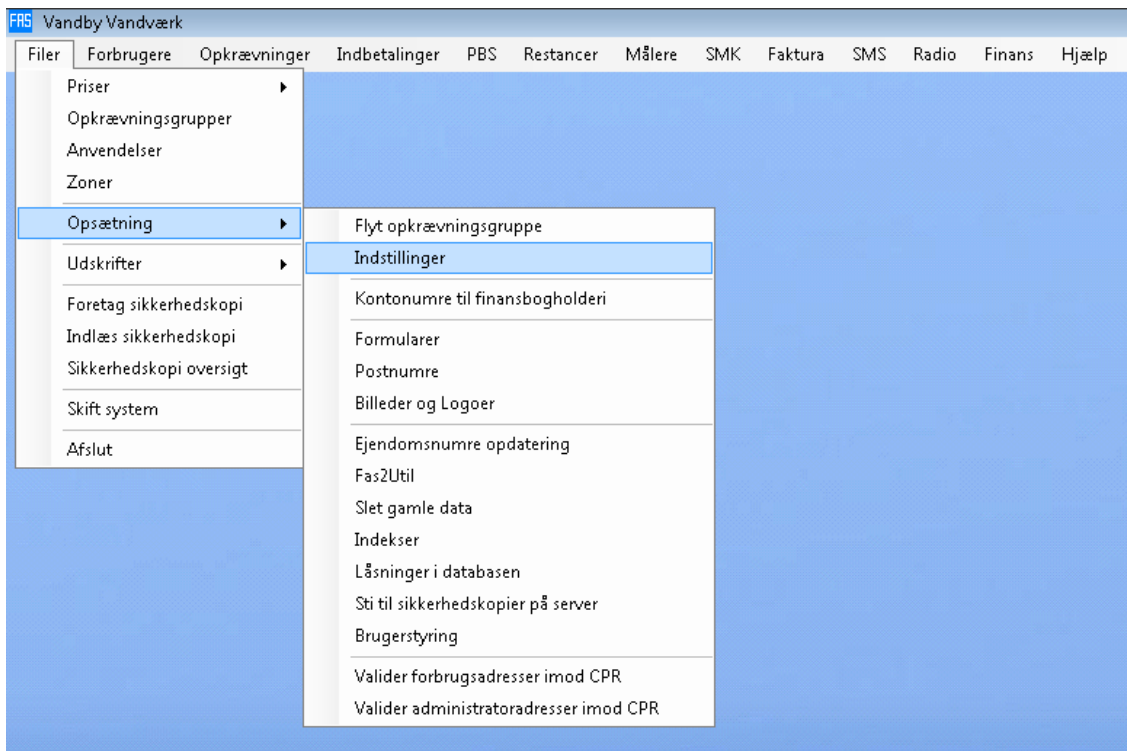 FAS Vandby Vandværk
Filer Forbrugere Opkrævninger Indbetalinger PBS Restancer Målere SMK Faktura SMS Radio Finans Hjælp
Priser
Opkrævningsgrupper
Anvendelser
Zoner
Opsætning
Udskrifter
Foretag sikkerhedskopi
Indlæs sikkerhedskopi
Sikkerhedskopi oversigt
Skift system
Afslut
Flyt opkrævningsgruppe
Indstillinger
Kontonumre til finansbogholderi
Formularer
Postnumre
Billeder og Logoer
Ejendomsnumre opdatering
Fas2Util
Slet gamle data
Indekser
Låsninger i databasen
Sti til sikkerhedskopier på server
Brugerstyring
Valider forbrugsadresser imod CPR
Valider administratoradresser imod CPR